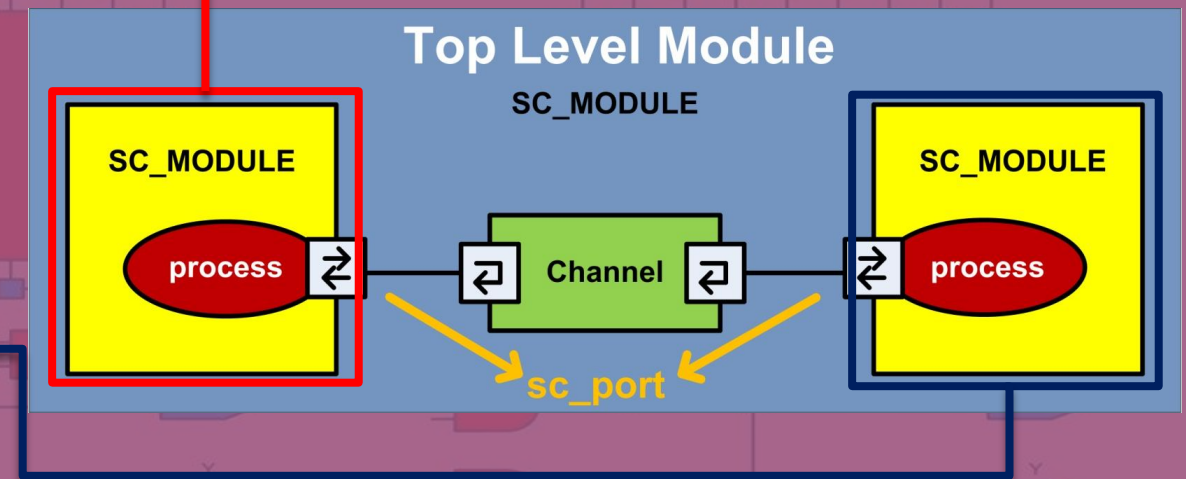 Top Level Module
SC_MODULE
SC_MODULE
SC_MODULE
process
Channel
process
sc_port
Y
Y